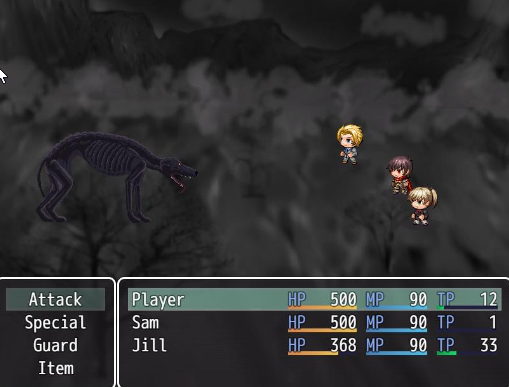 Attack
Special
Guard
Item
Player HP 500 MP 90 TP 12
Sam HP 500 MP 90 TP 1
Jill HP 368 MP 90 TP 33